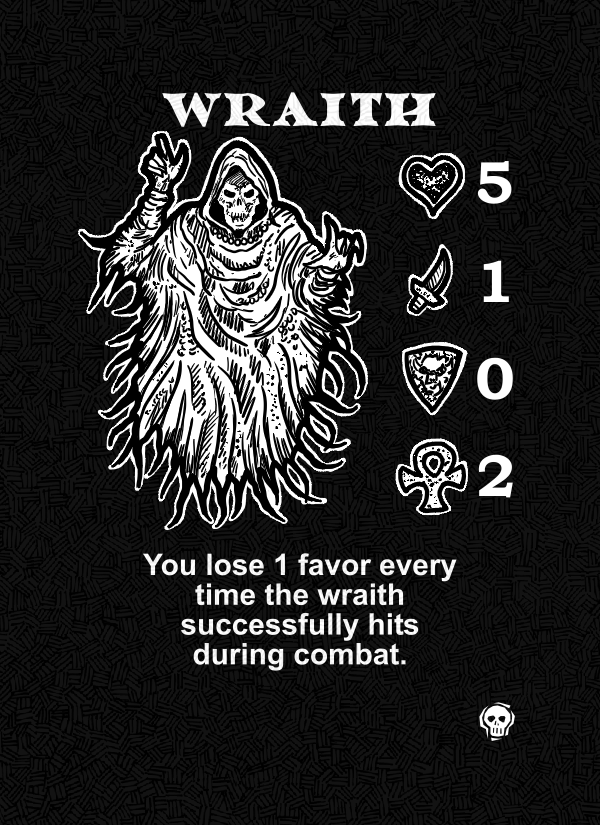 WRAITH
5
1
0
2
You lose 1 favor every
time the wraith
successfully hits
during combat.